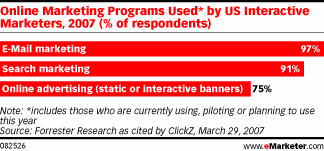 Online Marketing Programs Used* by US Interactive
Marketers, 2007 (% of respondents)
E-Mail marketing 97%
Search marketing 91%
Online advertising (static or interactive banners) 75%
Note: *includes those who are currently using, piloting or planning to use
this year
Source: Forrester Research as cited by ClickZ, March 29, 2007
082526 www.eMarketer.com